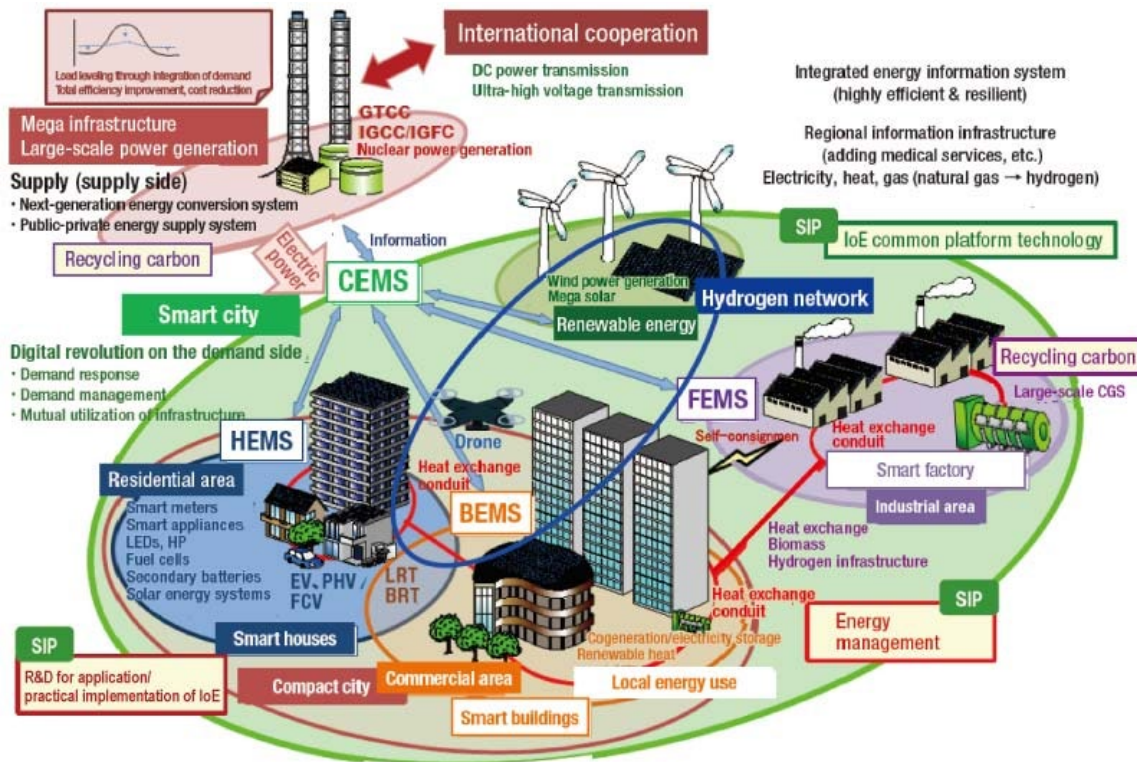 Load leveling through integration of demand
Total efficiency improvement, cost reduction
International cooperation
DC power transmission
Ultra-high voltage transmission
Integrated energy information system
(highly efficient & resilient)
Regional information infrastructure
(adding medical services, etc.)
Electricity, heat, gas (natural gas → hydrogen)
Mega infrastructure
Large-scale power generation
GTCC
IGCC/IGFC
Nuclear power generation
Supply (supply side)
• Next-generation energy conversion system
• Public-private energy supply system
Recycling carbon
Electric
power
Information
CEMS
SIP
IoE common platform technology
Wind power generation
Mega solar
Renewable energy
Hydrogen network
Smart city
Digital revolution on the demand side
• Demand response
• Demand management
• Mutual utilization of infrastructure
Recycling carbon
Large-scale CGS
FEMS
HEMS
Drone
Self-consignmen
Heat exchange
conduit
Smart factory
Industrial area
Heat exchange
conduit
BEMS
Residential area
Smart meters
Smart appliances
LEDs, HP
Fuel cells
Secondary batteries
Solar energy systems
EV、PHV /
FCV
LRT
BRT
Heat exchange
Biomass
Hydrogen infrastructure
Heat exchange
conduit
SIP
Energy
management
Cogeneration/electricity storage
Renewable heat
Smart houses
SIP
R&D for application/
practical implementation of IoE
Compact city
Commercial area
Local energy use
Smart buildings